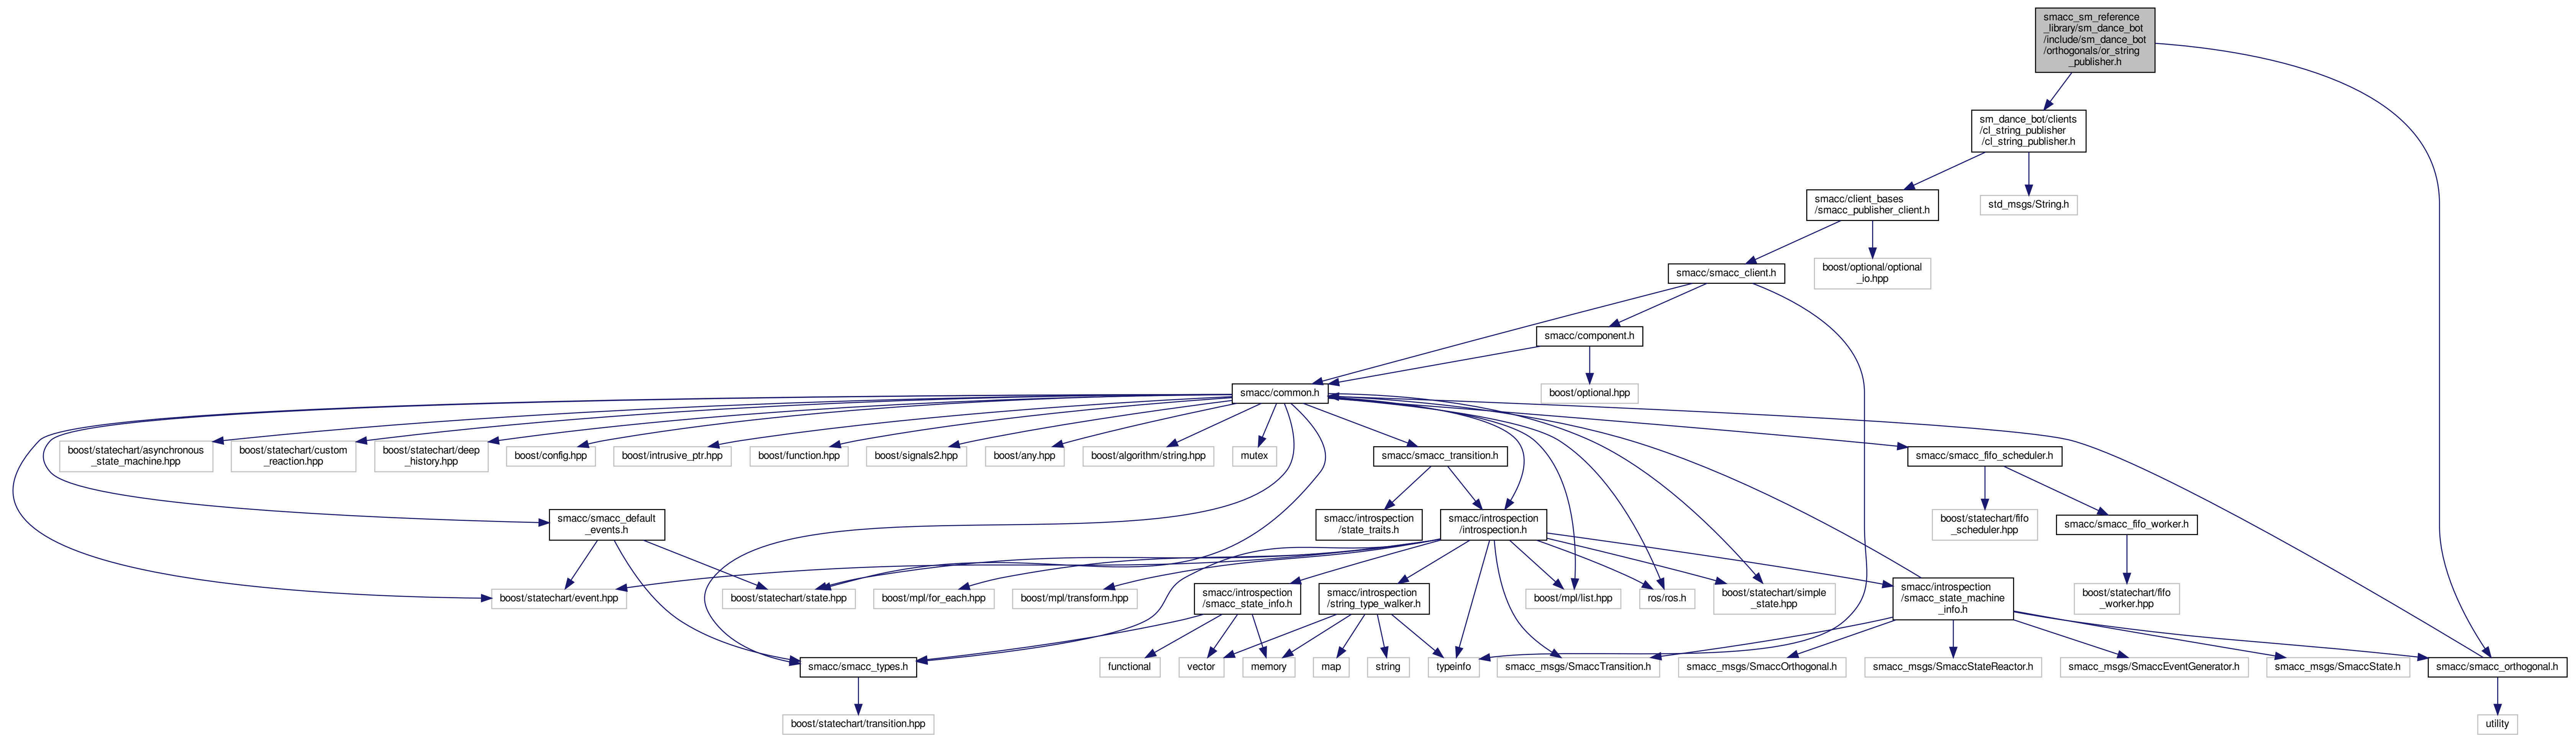 smacc_sm_reference
_library/sm_dance_bot
/include/sm_dance_bot
/orthogonals/or_string
_publisher.h
sm_dance_bot/clients
/cl_string_publisher
/cl_string_publisher.h
smacc/client_bases
/smacc_publisher_client.h
std_msgs/String.h
smacc/smacc_client.h
boost/optional/optional
_io.hpp
smacc/component.h
smacc/common.h
boost/optional.hpp
boost/statechart/asynchronous
_state_machine.hpp
boost/statechart/custom
_reaction.hpp
boost/statechart/deep
_history.hpp
boost/config.hpp
boost/intrusive_ptr.hpp
boost/function.hpp
boost/signals2.hpp
boost/any.hpp
boost/algorithm/string.hpp
mutex
smacc/smacc_transition.h
smacc/smacc_fifo_scheduler.h
smacc/smacc_default
_events.h
smacc/introspection
/state_traits.h
smacc/introspection
/introspection.h
boost/statechart/fifo
_scheduler.hpp
smacc/smacc_fifo_worker.h
boost/statechart/event.hpp
boost/statechart/state.hpp
boost/mpl/for_each.hpp
boost/mpl/transform.hpp
smacc/introspection
/smacc_state_info.h
smacc/introspection
/string_type_walker.h
boost/mpl/list.hpp
ros/ros.h
boost/statechart/simple
_state.hpp
smacc/introspection
/smacc_state_machine
_info.h
boost/statechart/fifo
_worker.hpp
smacc/smacc_types.h
functional
vector
memory
map
string
typeinfo
smacc_msgs/SmaccTransition.h
smacc_msgs/SmaccOrthogonal.h
smacc_msgs/SmaccStateReactor.h
smacc_msgs/SmaccEventGenerator.h
smacc_msgs/SmaccState.h
smacc/smacc_orthogonal.h
boost/statechart/transition.hpp
utility